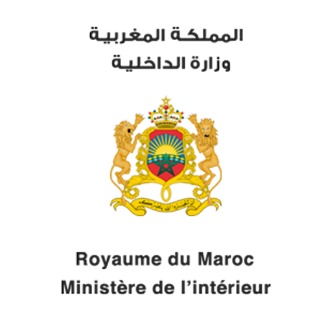 المملكة المغربية
وزارة الداخلية
Royaume du Maroc
Ministère de l'intérieur